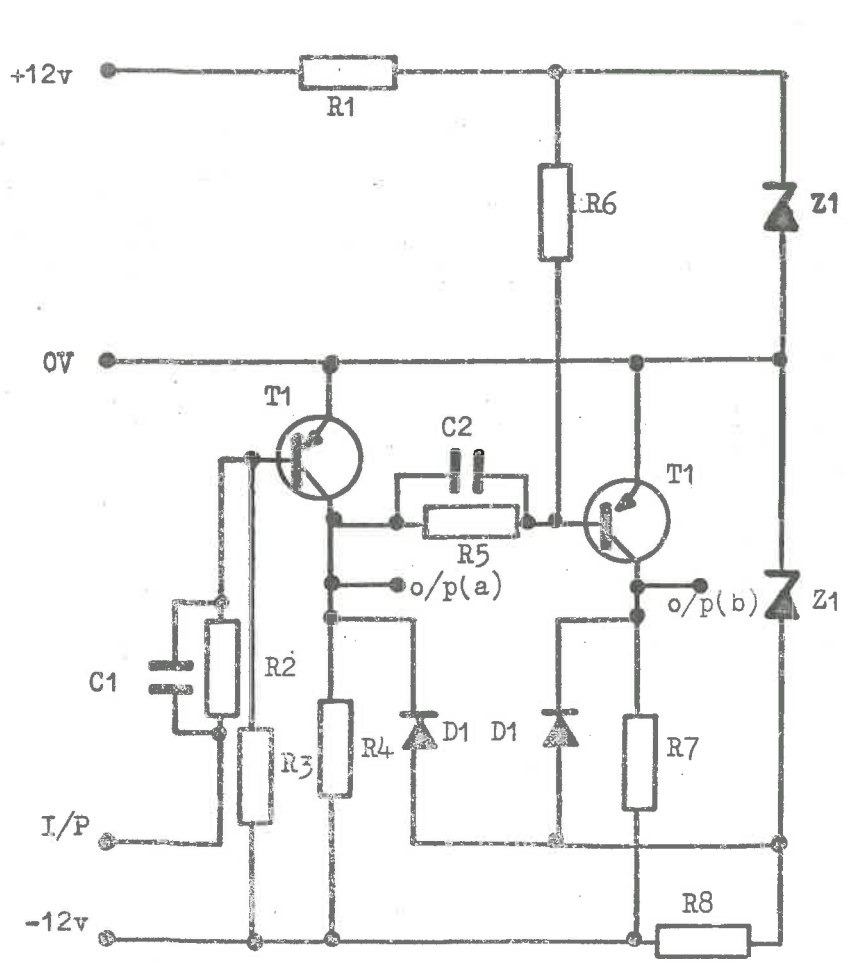 +12v
R1
R6
Z1
0V
T1
C2
T1
R5
o/p(a)
o/p(b)
Z1
R2
C1
R3
R4
D1
D1
R7
I/P
R8
-12v